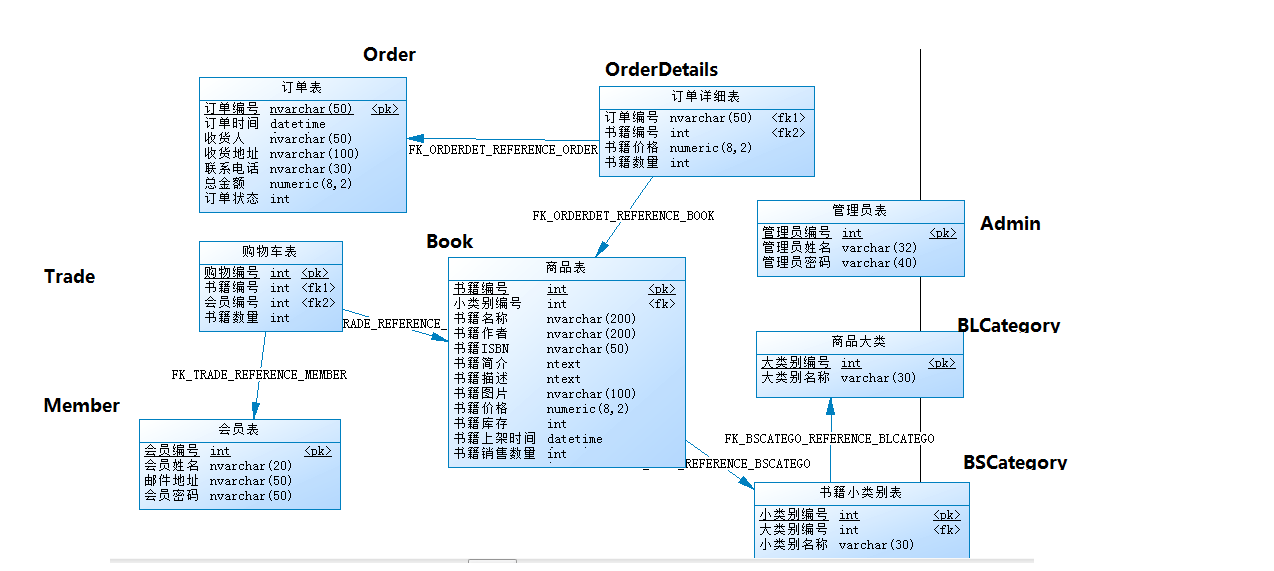 Order
订单表
订单编号 nvarchar(50) <pk>
订单时间 datetime
收货人 nvarchar(50)
收货地址 nvarchar(100)
联系电话 nvarchar(30)
总金额 numeric(8,2)
订单状态 int
FK_ORDERDET_REFERENCE_ORDER
OrderDetails
订单详细表
订单编号 nvarchar(50) <fk1>
书籍编号 int <fk2>
书籍价格 numeric(8,2)
书籍数量 int
FK_ORDERDET_REFERENCE_BOOK
管理员表
管理员编号 int <pk>
管理员姓名 varchar(32)
管理员密码 varchar(40)
Admin
Trade
购物车表
购物编号 int <pk>
书籍编号 int <fk1>
会员编号 int <fk2>
书籍数量 int
RADE_REFERENCE_
FK_TRADE_REFERENCE_MEMBER
Book
商品表
书籍编号 int <pk>
小类别编号 int <fk>
书籍名称 nvarchar(200)
书籍作者 nvarchar(200)
书籍ISBN nvarchar(50)
书籍简介 ntext
书籍描述 ntext
书籍图片 nvarchar(100)
书籍价格 numeric(8,2)
书籍库存 int
书籍上架时间 datetime
书籍销售数量 int
_REFERENCE_BSCATEGO
BLCategory
商品大类
大类别编号 int <pk>
大类别名称 varchar(30)
FK_BSCATEGO_REFERENCE_BLCATEGO
Member
会员表
会员编号 int <pk>
会员姓名 nvarchar(20)
邮件地址 nvarchar(50)
会员密码 nvarchar(50)
BSCategory
书籍小类别表
小类别编号 int <pk>
大类别编号 int <fk>
小类别名称 varchar(30)